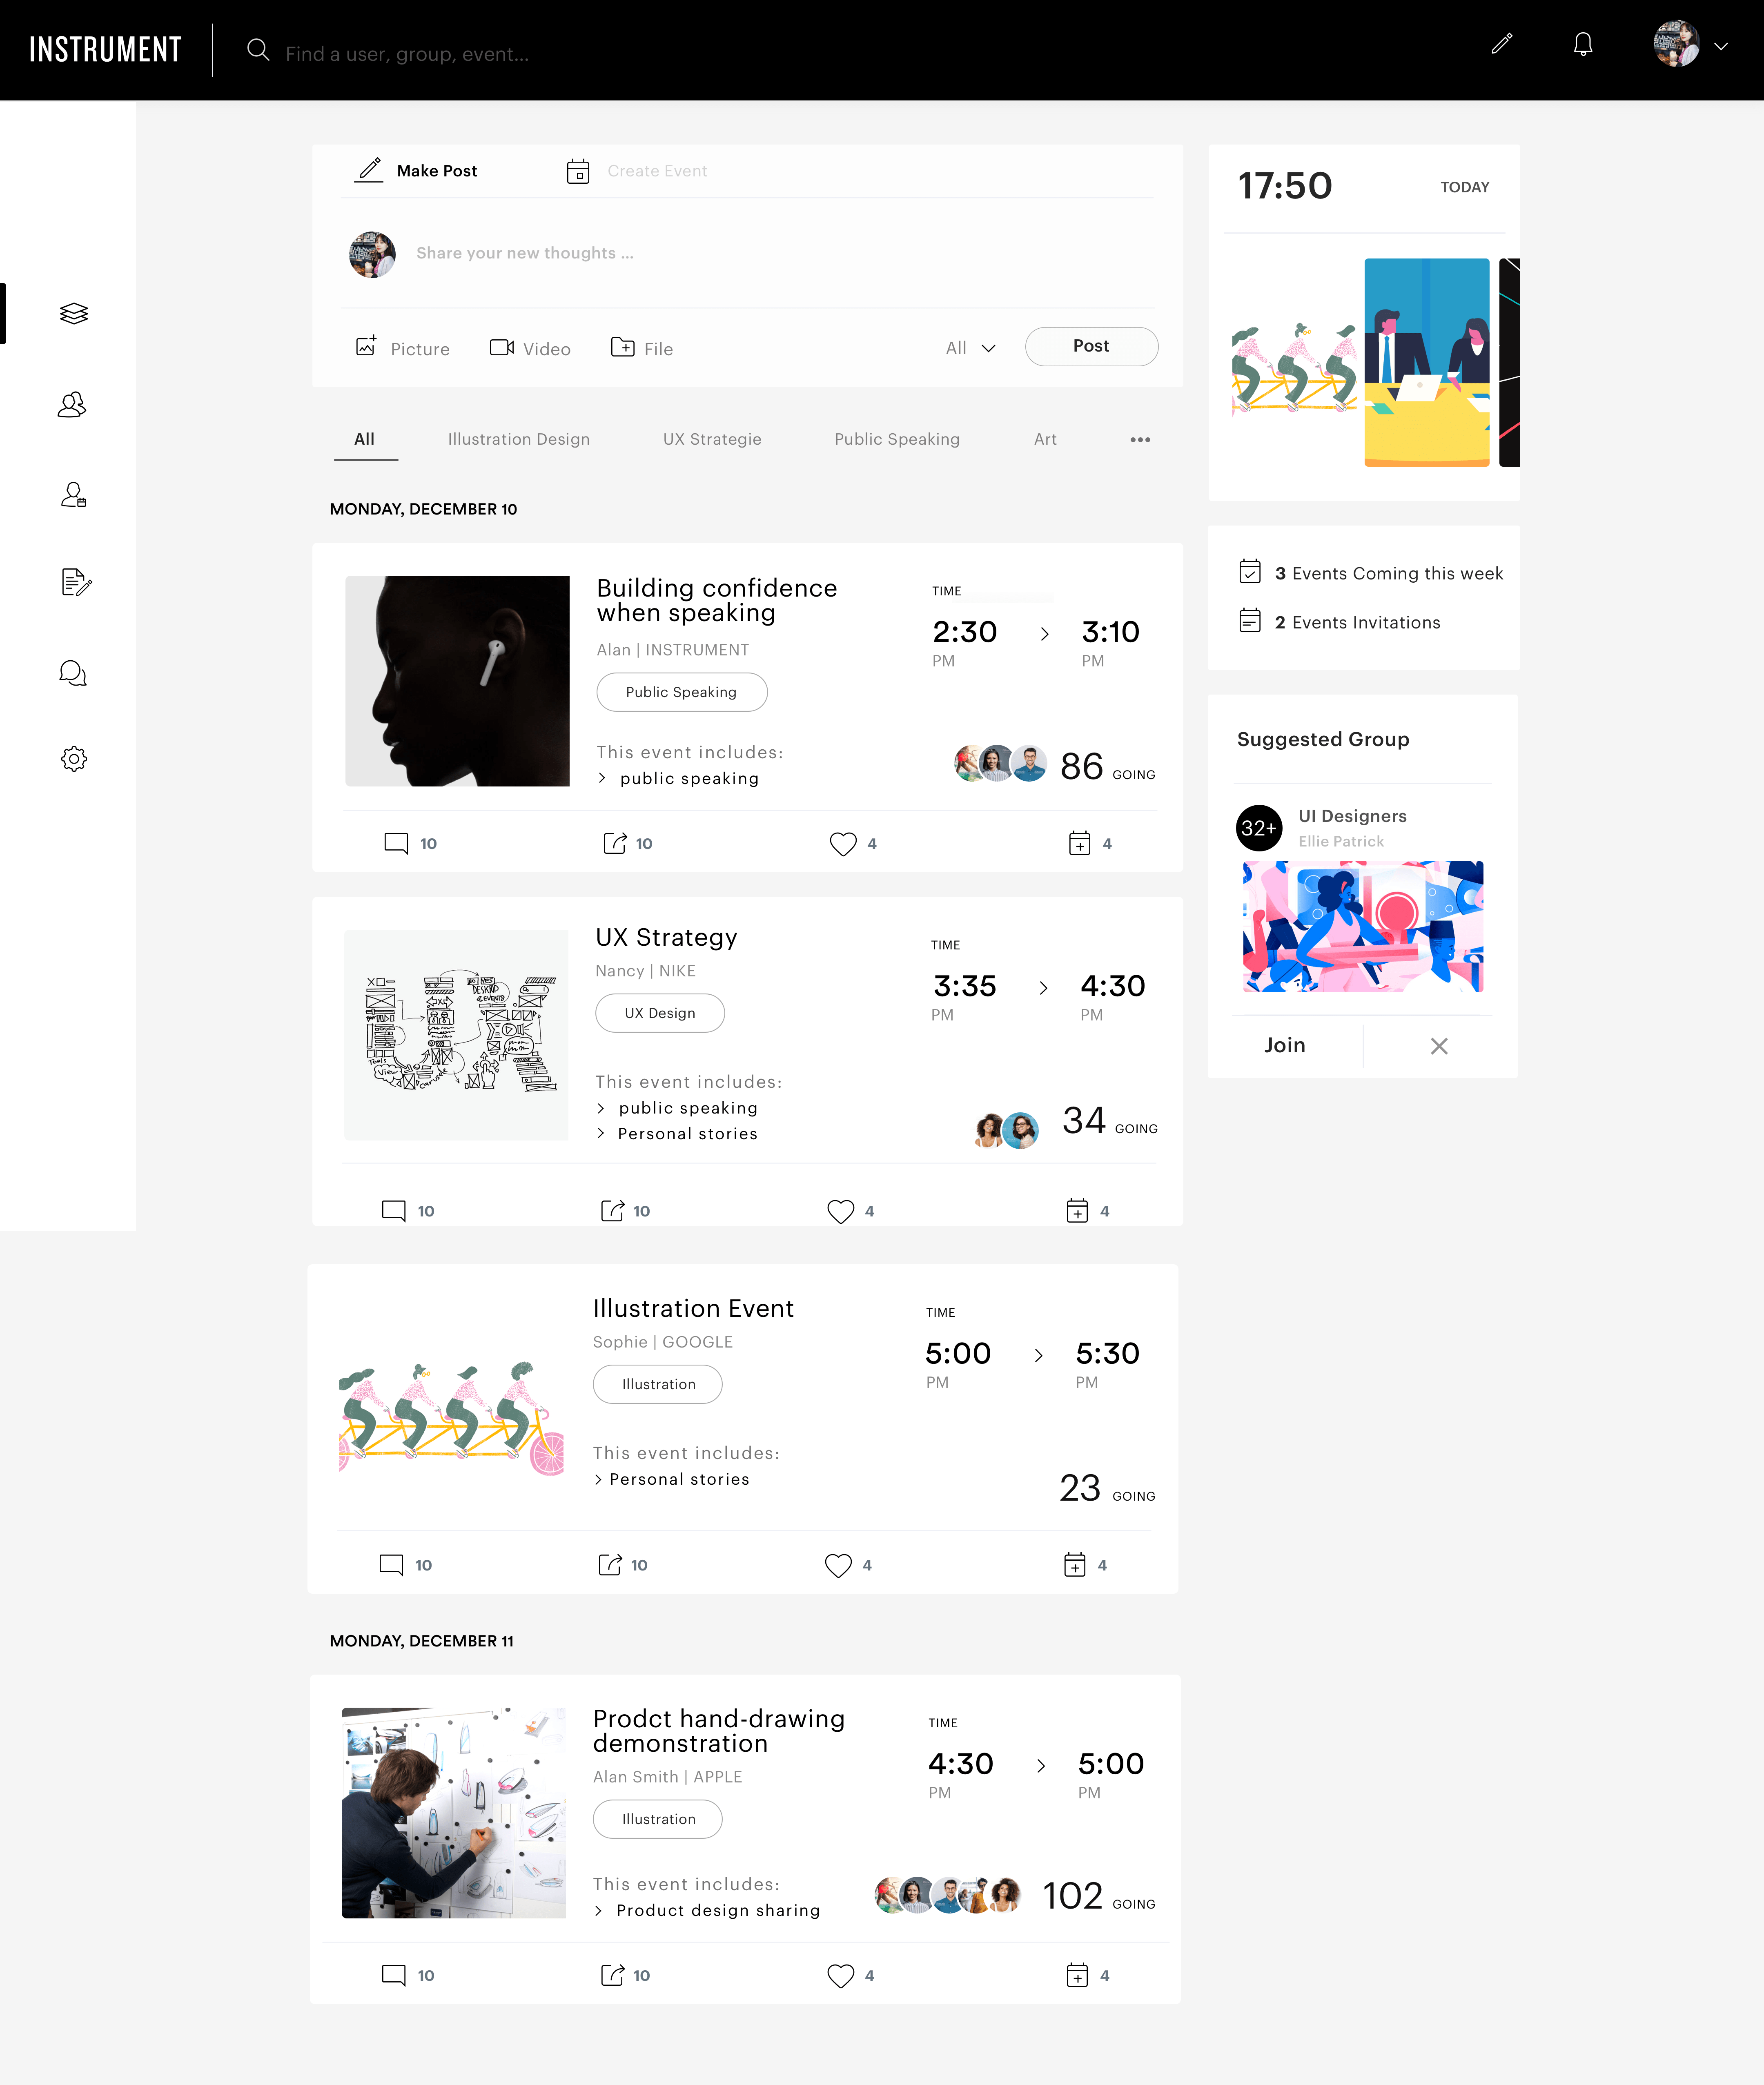 INSTRUMENT
Find a user, group, event...
Make Post
Create Event
Share your new thoughts ...
Picture
Video
File
All
Post
All
Illustration Design
UX Strategie
Public Speaking
Art
MONDAY, DECEMBER 10
Building confidence
when speaking
Alan | INSTRUMENT
Public Speaking
This event includes:
> public speaking
TIME
2:30 > 3:10
PM PM
86 GOING
10 10 4 4
UX Strategy
Nancy | NIKE
UX Design
This event includes:
> public speaking
> Personal stories
TIME
3:35 > 4:30
PM PM
34 GOING
10 10 4 4
Illustration Event
Sophie | GOOGLE
Illustration
This event includes:
> Personal stories
TIME
5:00 > 5:30
PM PM
23 GOING
10 10 4 4
MONDAY, DECEMBER 11
Prodct hand-drawing
demonstration
Alan Smith | APPLE
Illustration
This event includes:
> Product design sharing
TIME
4:30 > 5:00
PM PM
102 GOING
10 10 4 4
17:50 TODAY
3 Events Coming this week
2 Events Invitations
Suggested Group
32+
UI Designers
Ellie Patrick
Join